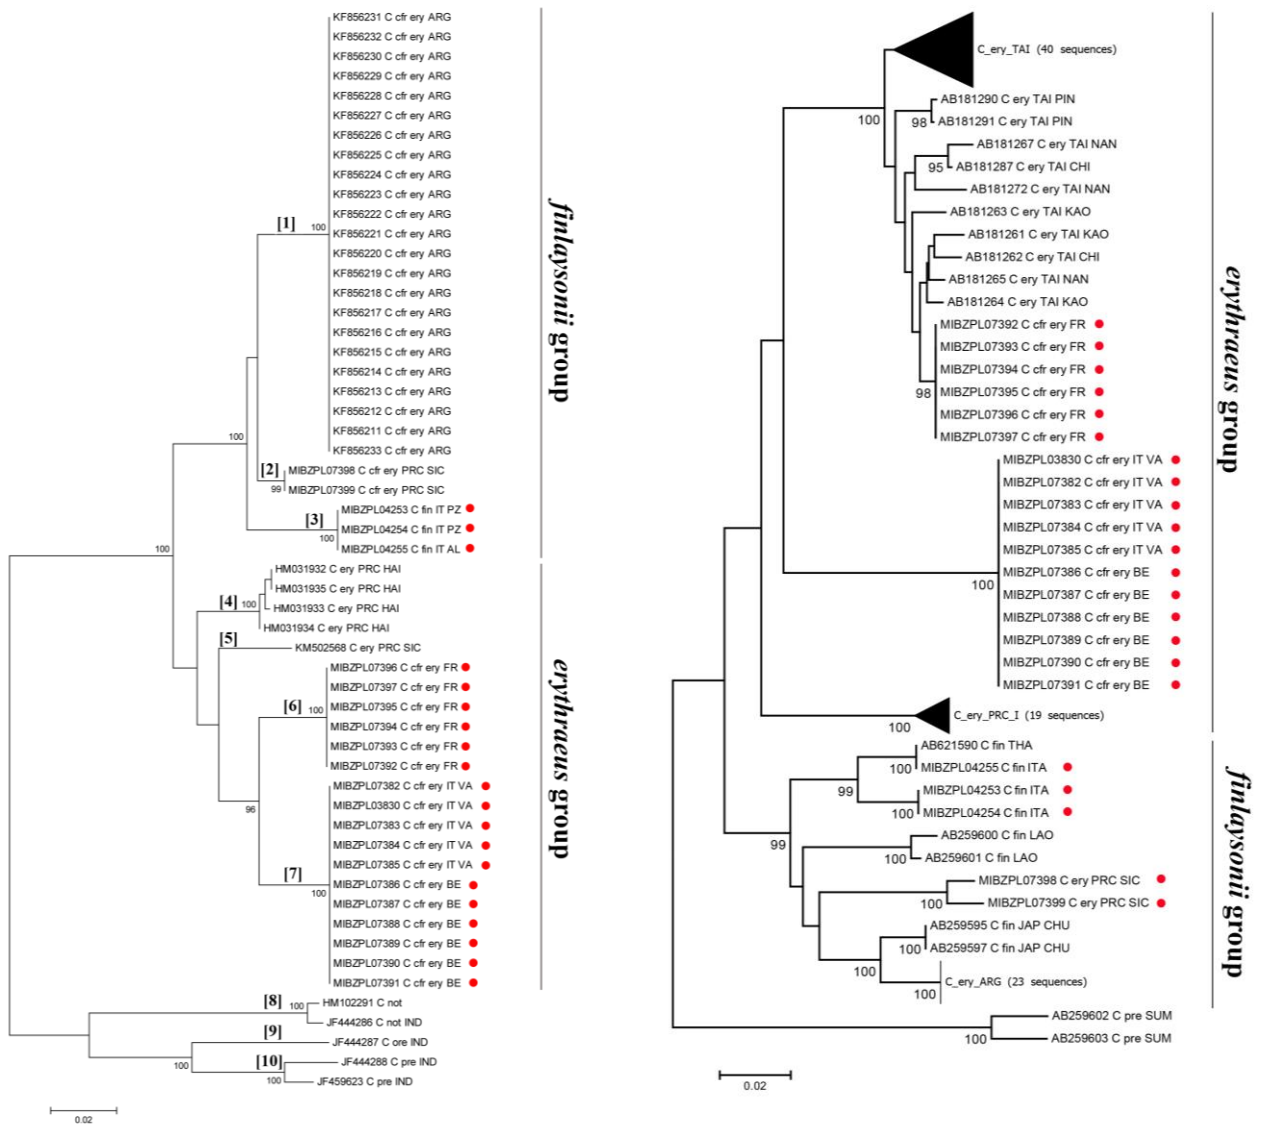 KF856231 C cfr ery ARG
KF856232 C cfr ery ARG
KF856230 C cfr ery ARG
KF856229 C cfr ery ARG
KF856228 C cfr ery ARG
KF856227 C cfr ery ARG
KF856226 C cfr ery ARG
KF856225 C cfr ery ARG
KF856224 C cfr ery ARG
KF856223 C cfr ery ARG
KF856222 C cfr ery ARG
[1] 100
KF856221 C cfr ery ARG
KF856220 C cfr ery ARG
KF856219 C cfr ery ARG
KF856218 C cfr ery ARG
KF856217 C cfr ery ARG
KF856216 C cfr ery ARG
KF856215 C cfr ery ARG
KF856214 C cfr ery ARG
KF856213 C cfr ery ARG
KF856212 C cfr ery ARG
KF856211 C cfr ery ARG
KF856233 C cfr ery ARG
100
[2]
MIBZPL07398 C cfr ery PRC SIC
99
MIBZPL07399 C cfr ery PRC SIC
MIBZPL04253 C fin IT PZ
[3]
MIBZPL04254 C fin IT PZ
100
MIBZPL04255 C fin IT AL
finlaysonii group
100
HM031932 C ery PRC HAI
HM031935 C ery PRC HAI
[4] 100
HM031933 C ery PRC HAI
HM031934 C ery PRC HAI
[5]
KM502568 C ery PRC SIC
MIBZPL07396 C cfr ery FR
MIBZPL07397 C cfr ery FR
MIBZPL07395 C cfr ery FR
[6] 100
MIBZPL07394 C cfr ery FR
MIBZPL07393 C cfr ery FR
MIBZPL07392 C cfr ery FR
MIBZPL07382 C cfr ery IT VA
MIBZPL03830 C cfr ery IT VA
96
MIBZPL07383 C cfr ery IT VA
MIBZPL07384 C cfr ery IT VA
MIBZPL07385 C cfr ery IT VA
[7]
MIBZPL07386 C cfr ery BE
100
MIBZPL07387 C cfr ery BE
MIBZPL07388 C cfr ery BE
MIBZPL07389 C cfr ery BE
MIBZPL07390 C cfr ery BE
MIBZPL07391 C cfr ery BE
erythraeus group
[8] 100
HM102291 C not
JF444286 C not IND
[9]
JF444287 C ore IND
100
[10]
JF444288 C pre IND
100
JF459623 C pre IND
0.02
C_ery_TAI (40 sequences)
100
AB181290 C ery TAI PIN
98
AB181291 C ery TAI PIN
AB181267 C ery TAI NAN
95
AB181287 C ery TAI CHI
AB181272 C ery TAI NAN
AB181263 C ery TAI KAO
AB181261 C ery TAI KAO
AB181262 C ery TAI CHI
AB181265 C ery TAI NAN
AB181264 C ery TAI KAO
MIBZPL07392 C cfr ery FR
MIBZPL07393 C cfr ery FR
MIBZPL07394 C cfr ery FR
98
MIBZPL07395 C cfr ery FR
MIBZPL07396 C cfr ery FR
MIBZPL07397 C cfr ery FR
MIBZPL03830 C cfr ery IT VA
MIBZPL07382 C cfr ery IT VA
MIBZPL07383 C cfr ery IT VA
MIBZPL07384 C cfr ery IT VA
MIBZPL07385 C cfr ery IT VA
MIBZPL07386 C cfr ery BE
100
MIBZPL07387 C cfr ery BE
MIBZPL07388 C cfr ery BE
MIBZPL07389 C cfr ery BE
MIBZPL07390 C cfr ery BE
MIBZPL07391 C cfr ery BE
100
C_ery_PRC_I (19 sequences)
erythraeus group
AB621590 C fin THA
100
MIBZPL04255 C fin ITA
99
MIBZPL04253 C fin ITA
100
MIBZPL04254 C fin ITA
99
AB259600 C fin LAO
100
AB259601 C fin LAO
MIBZPL07398 C ery PRC SIC
100
MIBZPL07399 C ery PRC SIC
AB259595 C fin JAP CHU
100
AB259597 C fin JAP CHU
100
C_ery_ARG (23 sequences)
100
finlaysonii group
AB259602 C pre SUM
100
AB259603 C pre SUM
0.02